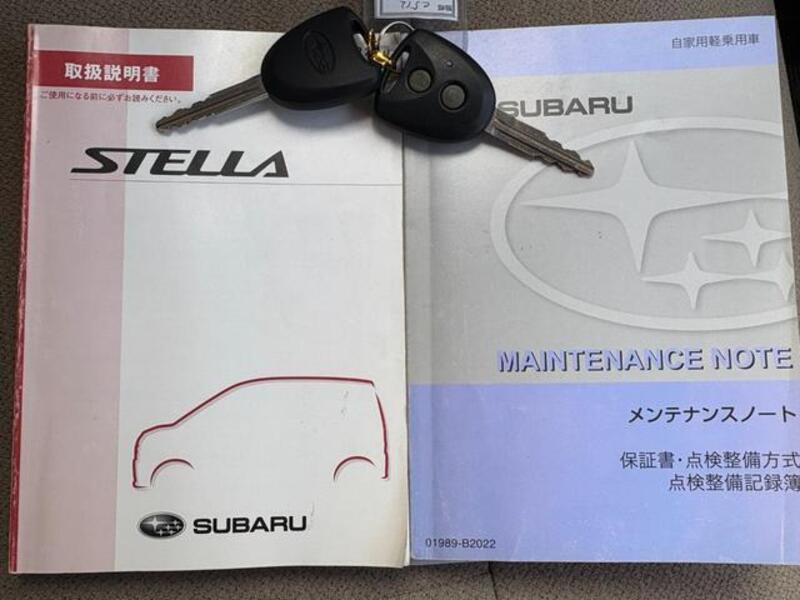 取扱説明書
ご使用になる前に必ずお読みください。
STELLA
SUBARU
自家用軽乗用車
SUBARU
MAINTENANCE NOTE
メンテナンスノート
保証書・点検整備方式
点検整備記録簿
01989-B2022